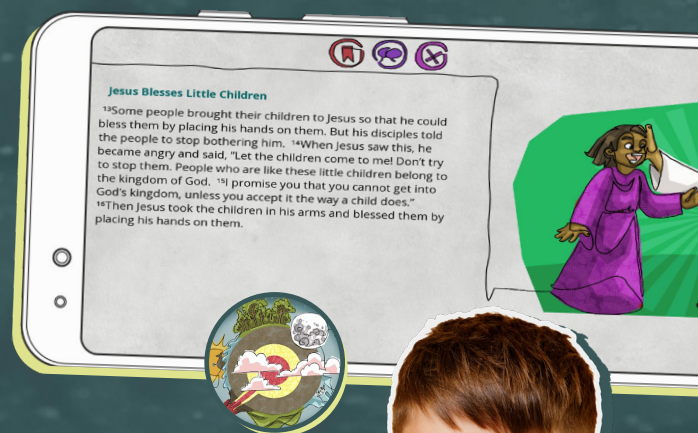 Jesus Blesses Little Children
¹³Some people brought their children to Jesus so that he could
bless them by placing his hands on them. But his disciples told
the people to stop bothering him. ¹⁴When Jesus saw this, he
became angry and said, "Let the children come to me! Don't try
to stop them. People who are like these little children belong to
the kingdom of God. ¹⁵I promise you that you cannot get into
God's kingdom, unless you accept it the way a child does."
¹⁶Then Jesus took the children in his arms and blessed them by
placing his hands on them.